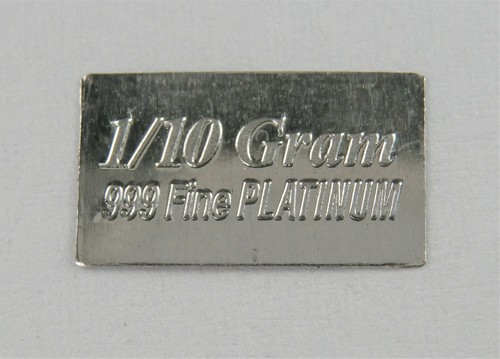 1/10 Gram
999 Fine PLATINUM